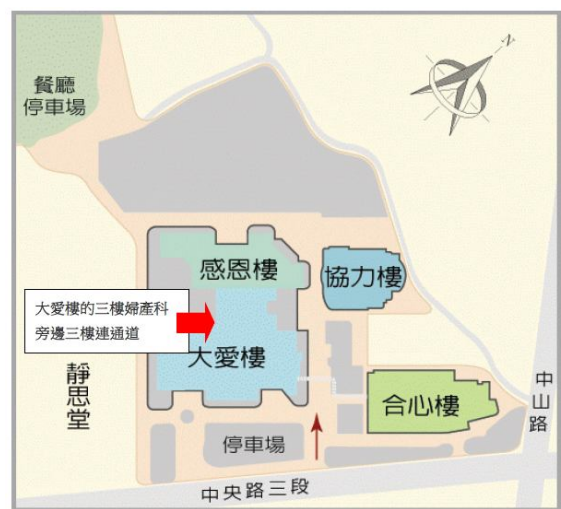 N
餐廳
停車場
感恩樓
協力樓
大愛樓的三樓婦產科
旁邊三樓連通道
大愛樓
靜思堂
合心樓
中山路
停車場
中央路三段